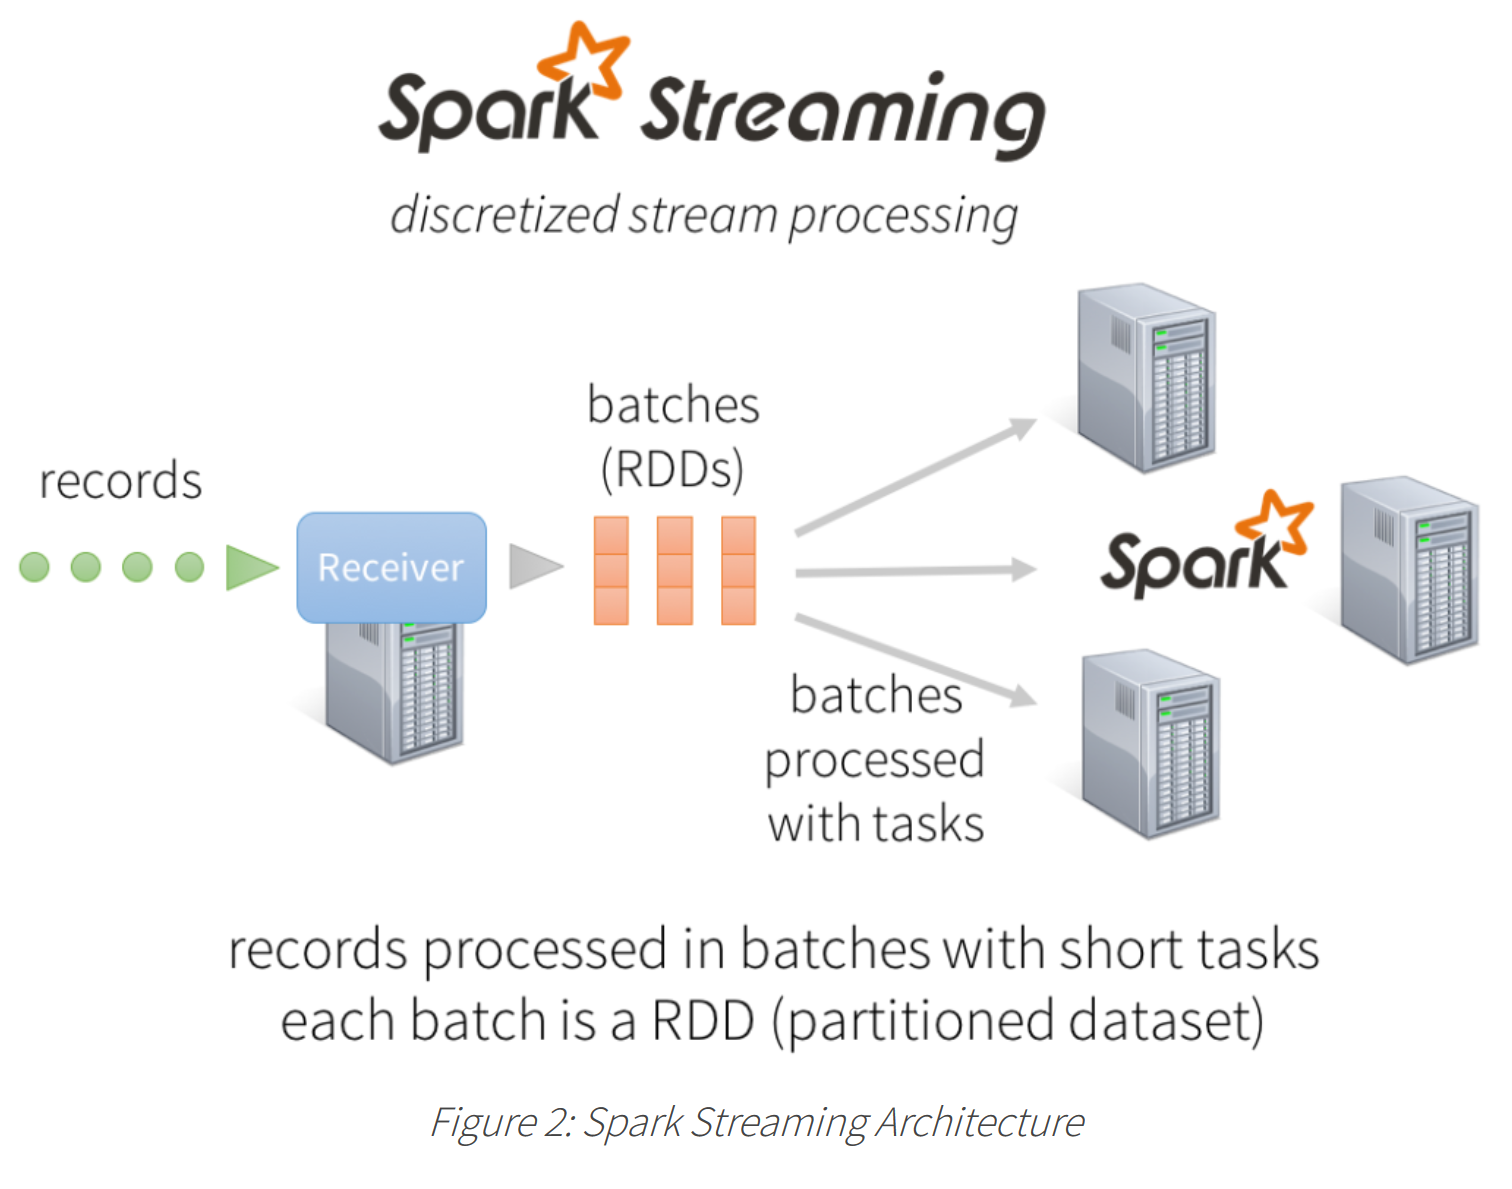 Spark Streaming
discretized stream processing
records
Receiver
batches
(RDDs)
batches
processed
with tasks
Spark
records processed in batches with short tasks
each batch is a RDD (partitioned dataset)
Figure 2: Spark Streaming Architecture